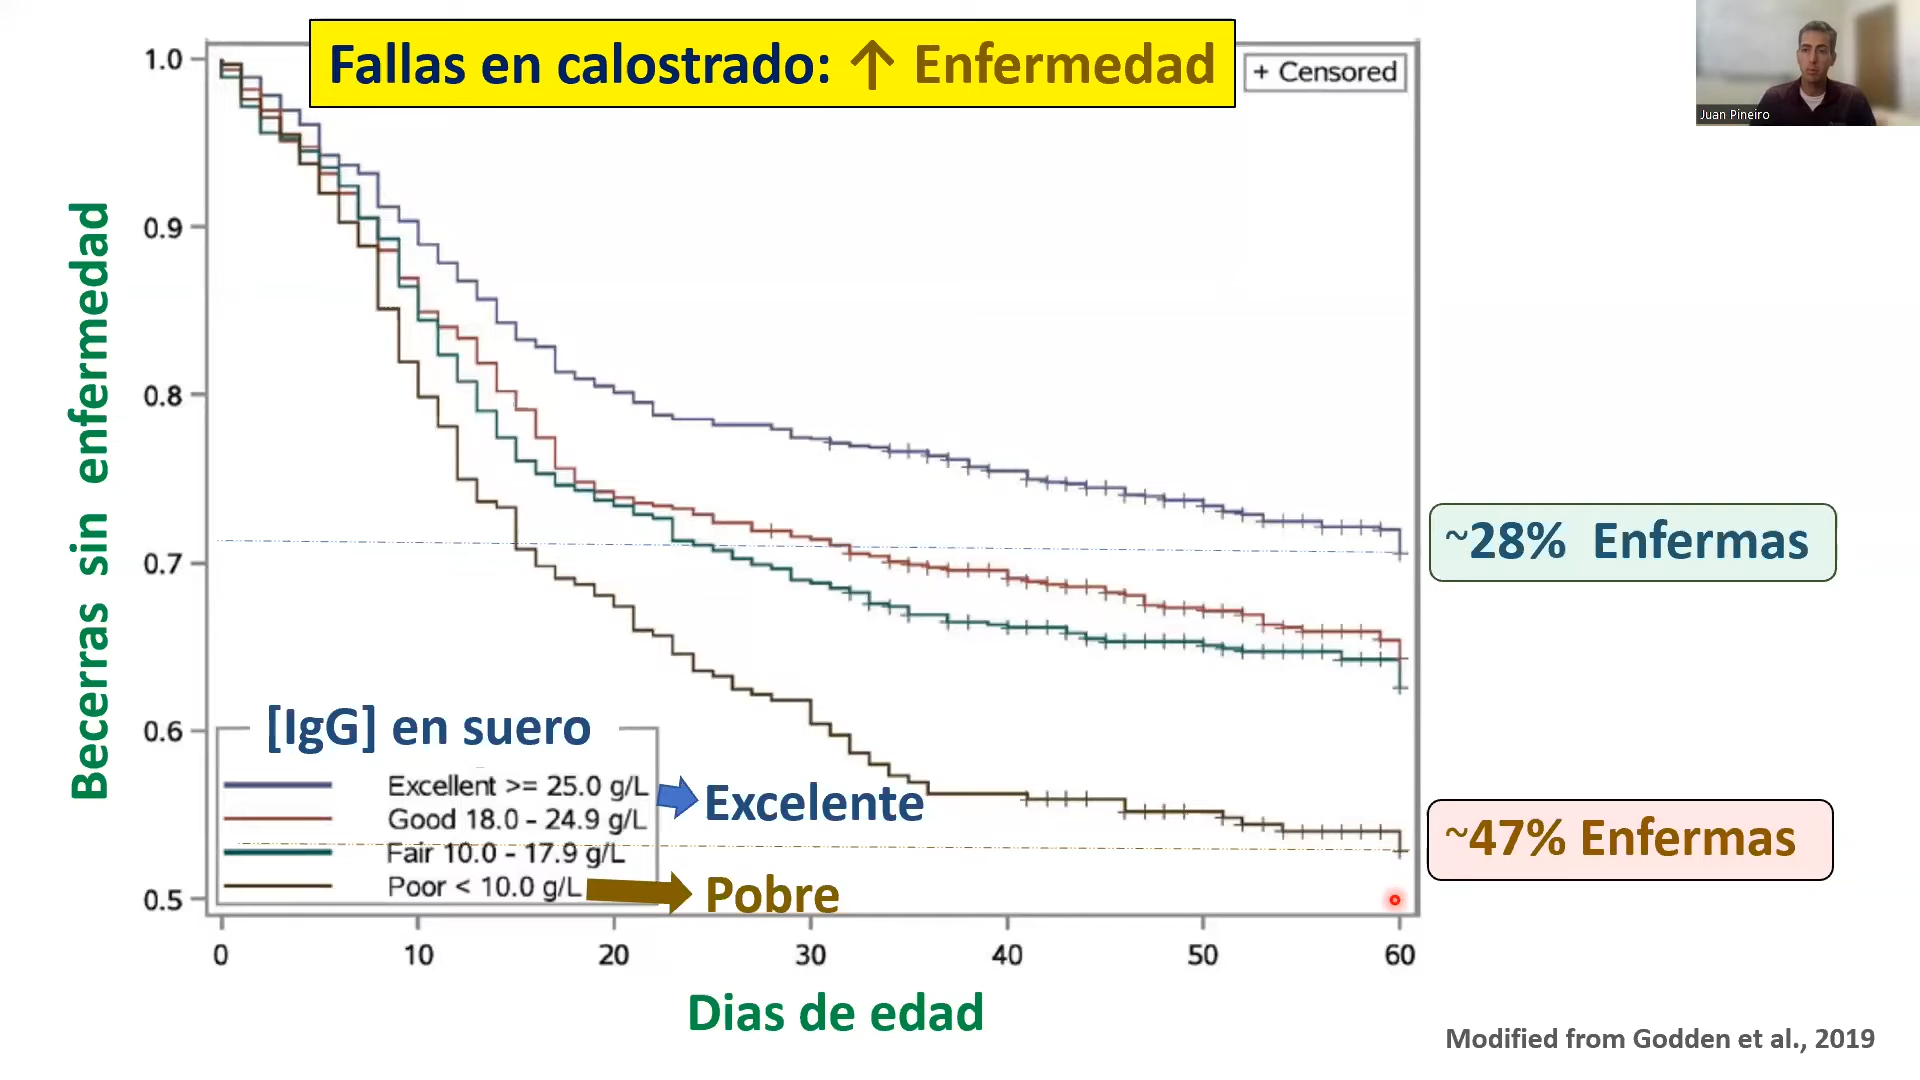 Fallas en calostrado: ↑ Enfermedad
+ Censored
Juan Pineiro
Becerras sin enfermedad
1.0
0.9
0.8
0.7
0.6
0.5
~28% Enfermas
~47% Enfermas
[IgG] en suero
Excellent >= 25.0 g/L
Good 18.0 - 24.9 g/L
Fair 10.0 - 17.9 g/L
Poor < 10.0 g/L
Excelente
Pobre
0 10 20 30 40 50 60
Dias de edad
Modified from Godden et al., 2019